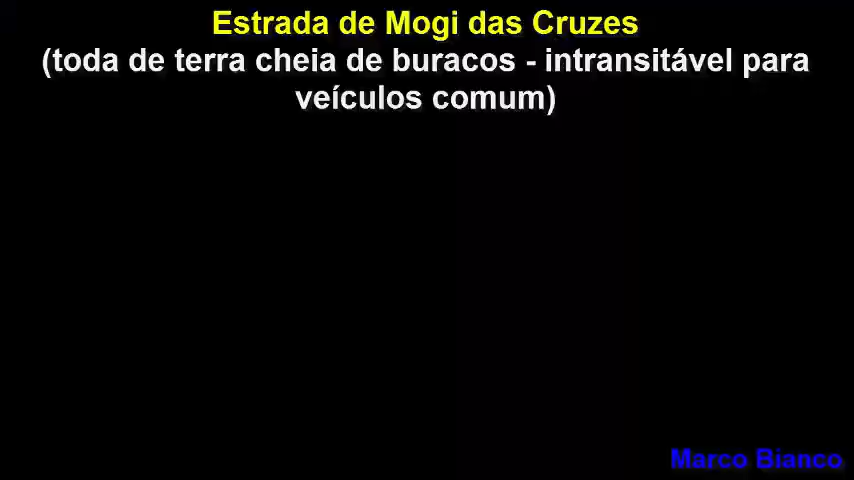 Estrada de Mogi das Cruzes
(toda de terra cheia de buracos - intransitável para
veículos comum)
Marco Bianco